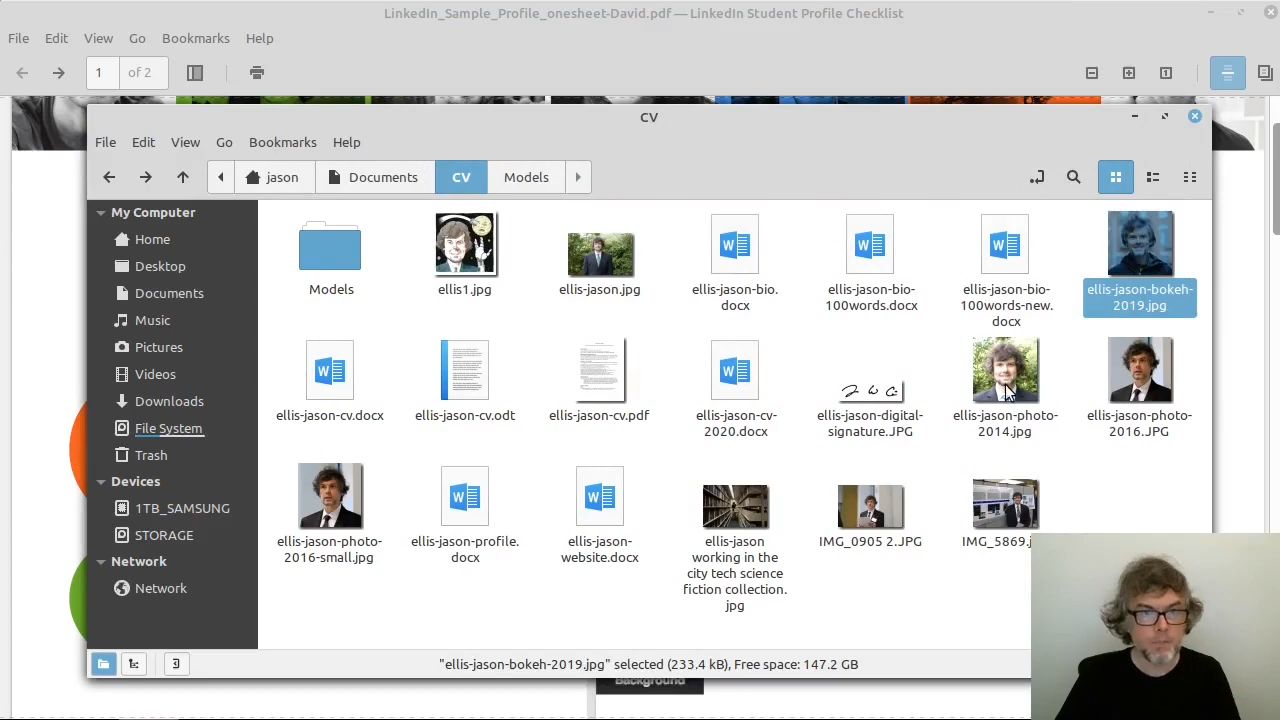 LinkedIn_Sample_Profile_onesheet-David.pdf — LinkedIn Student Profile Checklist
File Edit View Go Bookmarks Help
1 of 2
CV
File Edit View Go Bookmarks Help
jason Documents CV Models
My Computer
Home
Desktop
Documents
Music
Pictures
Videos
Downloads
File System
Trash
Devices
1TB_SAMSUNG
STORAGE
Network
Network
Models
ellis1.jpg
ellis-jason.jpg
ellis-jason-bio.
docx
ellis-jason-bio-
100words.docx
ellis-jason-bio-
100words-new.
docx
ellis-jason-bokeh-
2019.jpg
ellis-jason-cv.docx
ellis-jason-cv.odt
ellis-jason-cv.pdf
ellis-jason-cv-
2020.docx
ellis-jason-digital-
signature.JPG
ellis-jason-photo-
2014.jpg
ellis-jason-photo-
2016.JPG
ellis-jason-photo-
2016-small.jpg
ellis-jason-profile.
docx
ellis-jason-
website.docx
ellis-jason
working in the
city tech science
fiction collection.
jpg
IMG_0905 2.JPG
IMG_5869.j
"ellis-jason-bokeh-2019.jpg" selected (233.4 kB), Free space: 147.2 GB
Background